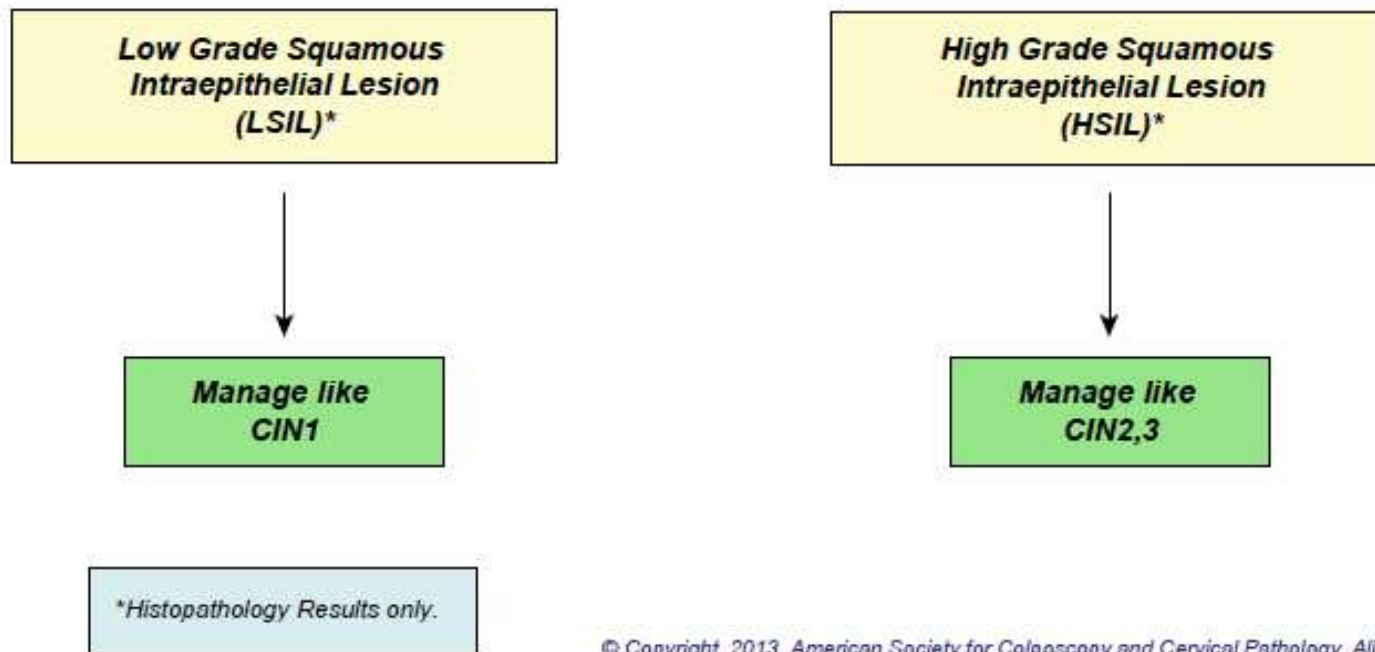 Low Grade Squamous
Intraepithelial Lesion
(LSIL)*
High Grade Squamous
Intraepithelial Lesion
(HSIL)*
Manage like
CIN1
Manage like
CIN2,3
*Histopathology Results only.
© Copyright, 2013, American Society for Colposcopy and Cervical Pathology. All